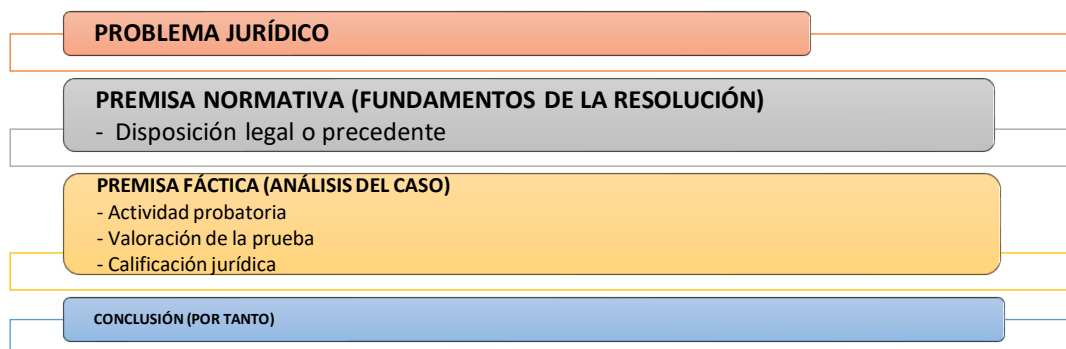 PROBLEMA JURÍDICO
PREMISA NORMATIVA (FUNDAMENTOS DE LA RESOLUCIÓN)
- Disposición legal o precedente
PREMISA FÁCTICA (ANÁLISIS DEL CASO)
- Actividad probatoria
- Valoración de la prueba
- Calificación jurídica
CONCLUSIÓN (POR TANTO)